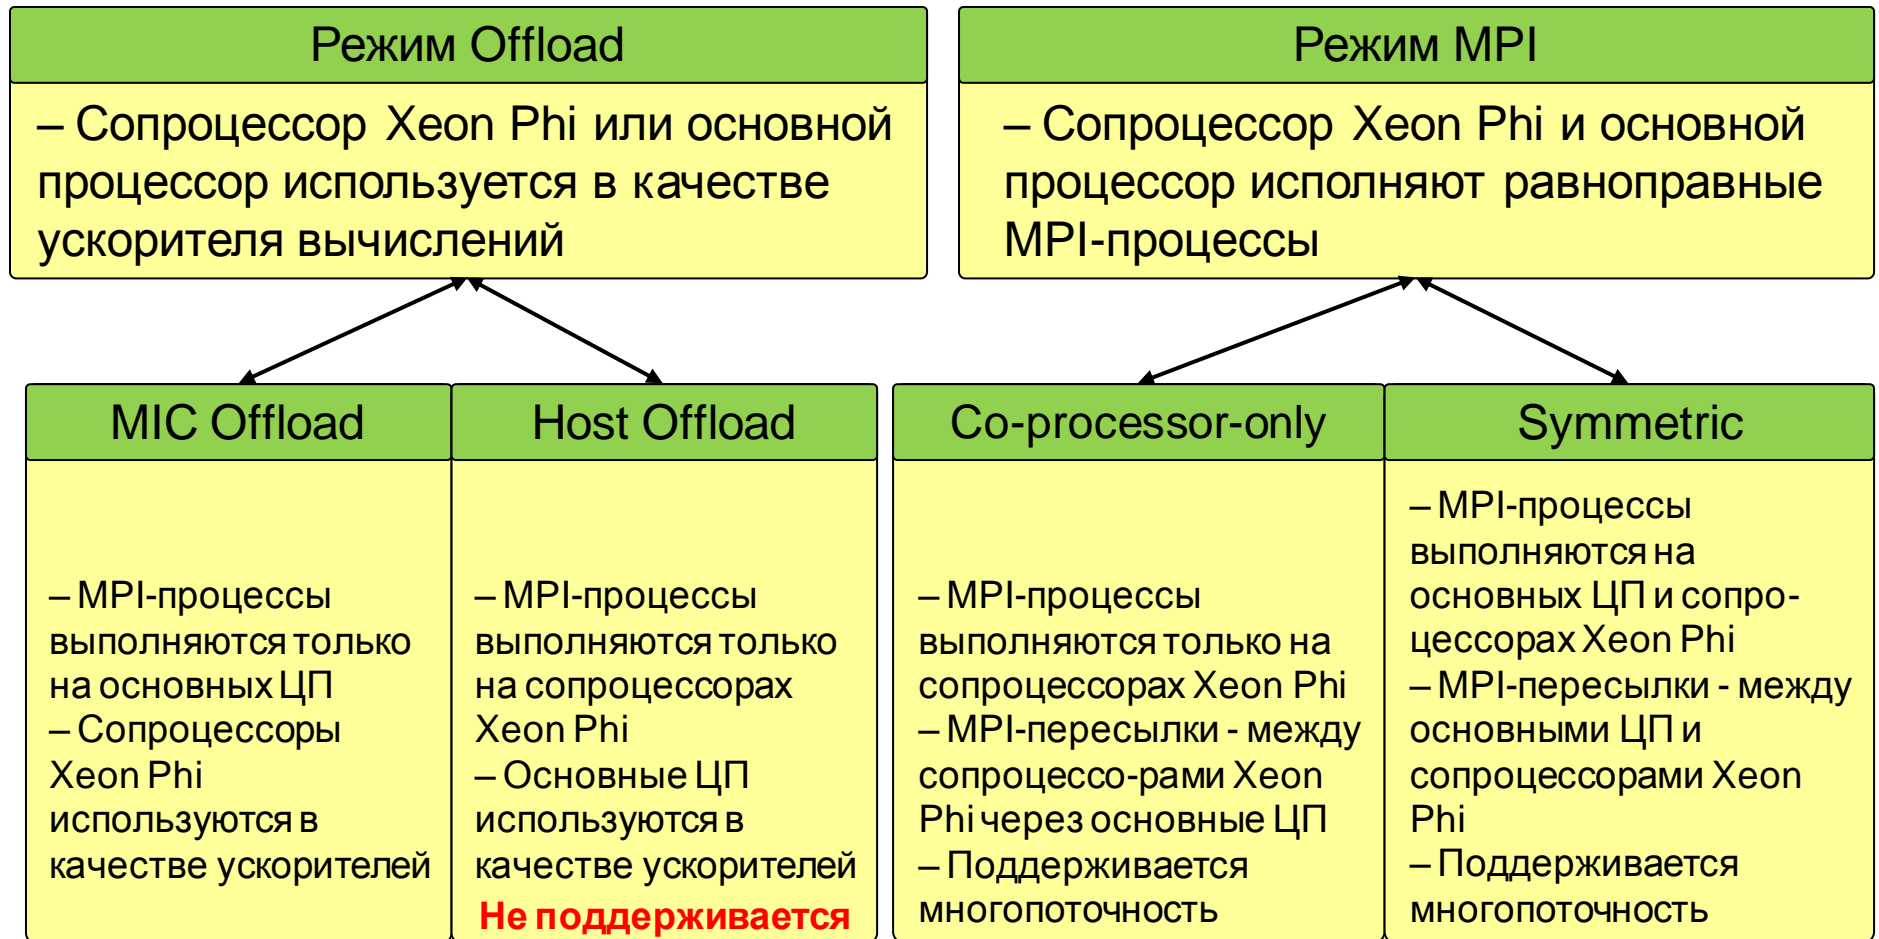 Режим Offload
– Сопроцессор Xeon Phi или основной
процессор используется в качестве
ускорителя вычислений
Режим MPI
– Сопроцессор Xeon Phi и основной
процессор исполняют равноправные
MPI-процессы
MIC Offload
– MPI-процессы
выполняются только
на основных ЦП
– Сопроцессоры
Xeon Phi
используются в
качестве ускорителей
Host Offload
– MPI-процессы
выполняются только
на сопроцессорах
Xeon Phi
– Основные ЦП
используются в
качестве ускорителей
Не поддерживается
Co-processor-only
– MPI-процессы
выполняются только на
сопроцессорах Xeon Phi
– MPI-пересылки - между
сопроцессо-рами Xeon
Phi через основные ЦП
– Поддерживается
многопоточность
Symmetric
– MPI-процессы
выполняются на
основных ЦП и сопро-
цессорах Xeon Phi
– MPI-пересылки - между
основными ЦП и
сопроцессорами Xeon
Phi
– Поддерживается
многопоточность